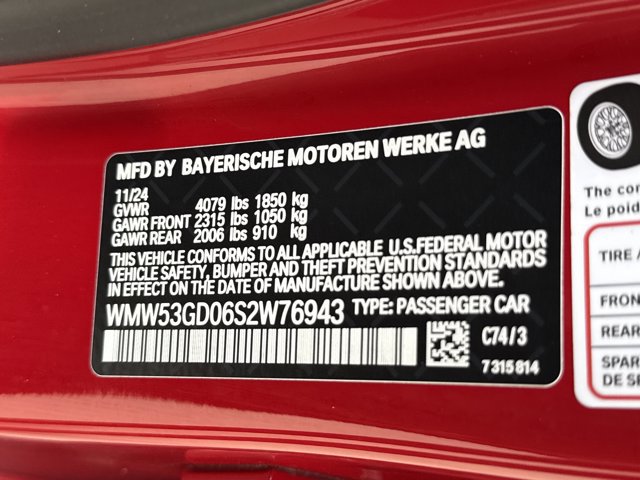 MFD BY BAYERISCHE MOTOREN WERKE AG
11/24
GVWR 4079 lbs 1850 kg
GAWR FRONT 2315 lbs 1050 kg
GAWR REAR 2006 lbs 910 kg
THIS VEHICLE CONFORMS TO ALL APPLICABLE U.S.FEDERAL MOTOR
VEHICLE SAFETY, BUMPER AND THEFT PREVENTION STANDARDS
IN EFFECT ON THE DATE OF MANUFACTURE SHOWN ABOVE.
WMW53GD06S2W76943 TYPE: PASSENGER CAR
C74/3
7315814
The co
Le poid
TIRE /
FRON
REAR
SPAR
DE SE